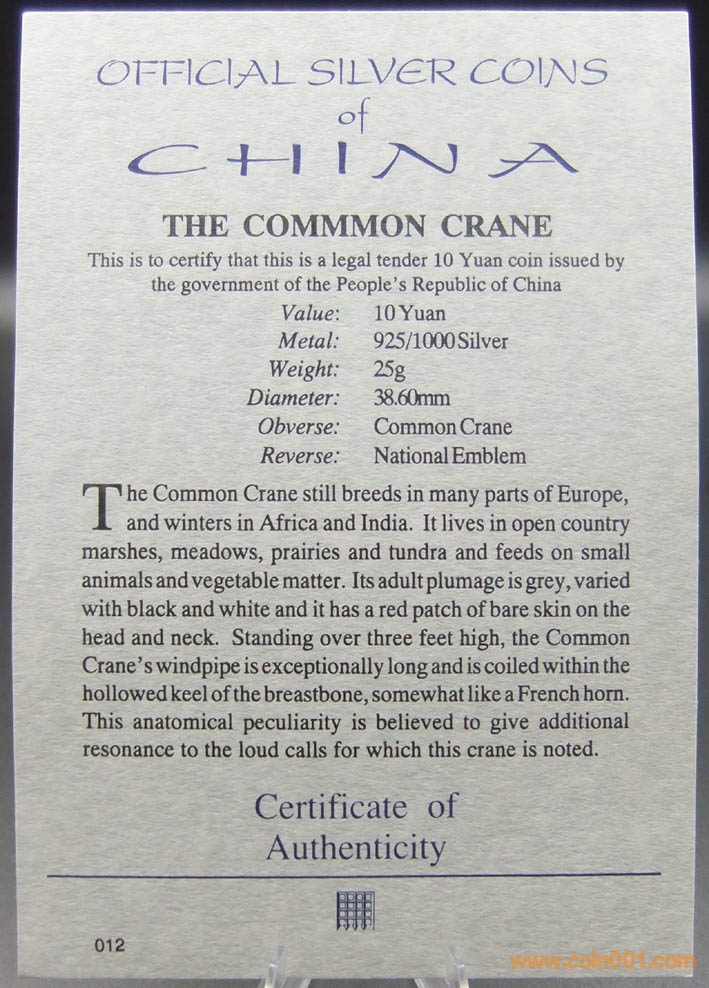 OFFICIAL SILVER COINS
of
CHINA
THE COMMMON CRANE
This is to certify that this is a legal tender 10 Yuan coin issued by
the government of the People's Republic of China
Value: 10 Yuan
Metal: 925/1000 Silver
Weight: 25g
Diameter: 38.60mm
Obverse: Common Crane
Reverse: National Emblem
The Common Crane still breeds in many parts of Europe,
and winters in Africa and India. It lives in open country
marshes, meadows, prairies and tundra and feeds on small
animals and vegetable matter. Its adult plumage is grey, varied
with black and white and it has a red patch of bare skin on the
head and neck. Standing over three feet high, the Common
Crane's windpipe is exceptionally long and is coiled within the
hollowed keel of the breastbone, somewhat like a French horn.
This anatomical peculiarity is believed to give additional
resonance to the loud calls for which this crane is noted.
Certificate of
Authenticity
012
www.coin001.com